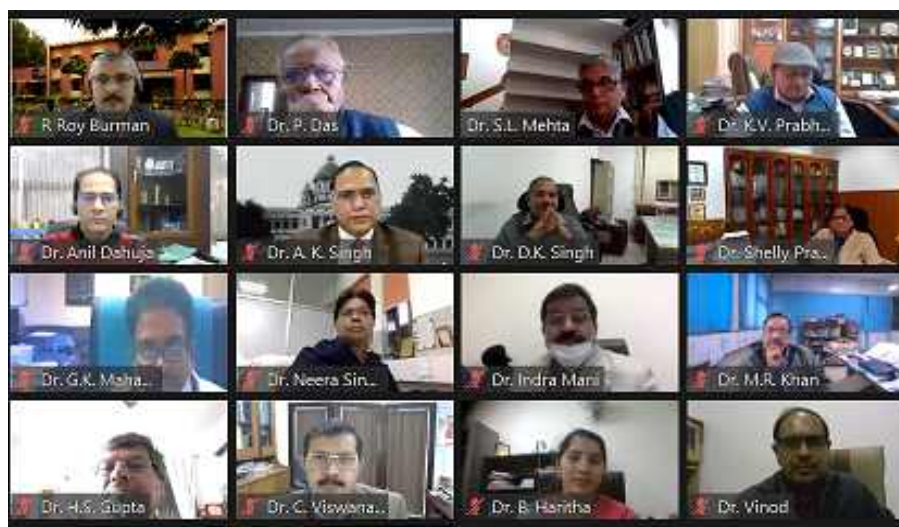 R Roy Burman
Dr. P. Das
Dr. S.L. Mehta
Dr. K.V. Prabh...
Dr. Anil Dahuja
Dr. A. K. Singh
Dr. D.K. Singh
Dr. Shelly Pra...
Dr. G.K. Maha...
Dr. Neera Sin...
Dr. Indra Mani
Dr. M.R. Khan
Dr. H.S. Gupta
Dr. C. Viswana...
Dr. B. Haritha
Dr. Vinod